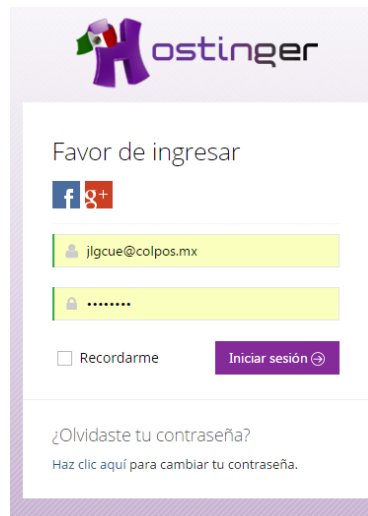 Hostinger
Favor de ingresar
f g+
jlgcue@colpos.mx
••••••••
Recordarme
Iniciar sesión
¿Olvidaste tu contraseña?
Haz clic aquí para cambiar tu contraseña.